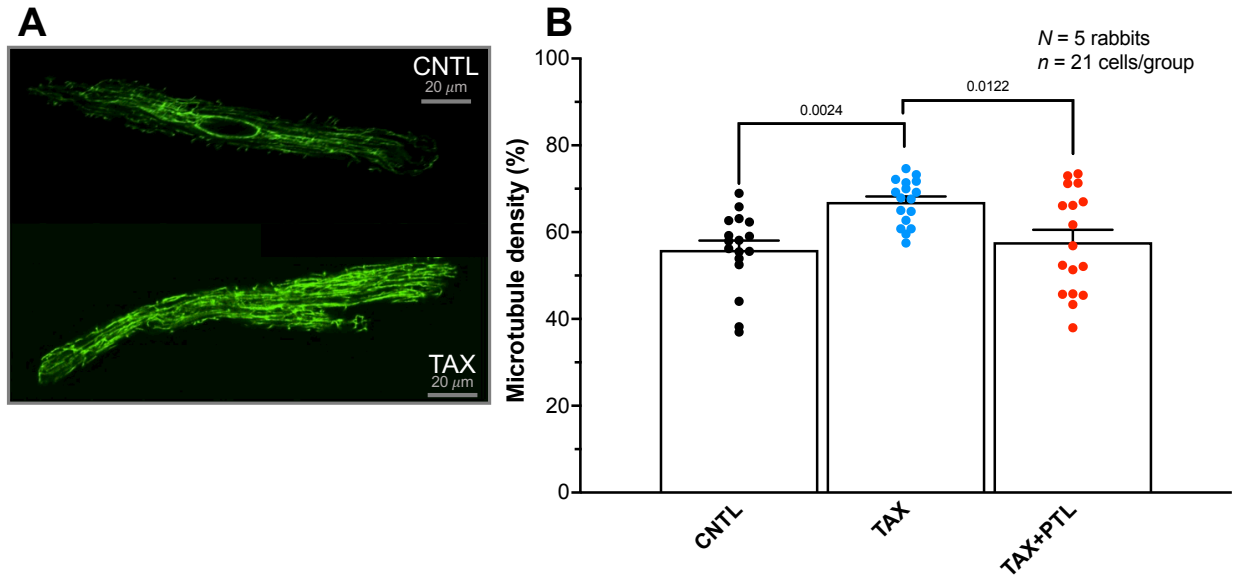 A
CNTL
20 μm
TAX
20 μm
B
N = 5 rabbits
n = 21 cells/group
0.0024
0.0122
Microtubule density (%)
100
80
60
40
20
0
CNTL
TAX
TAX+PTL